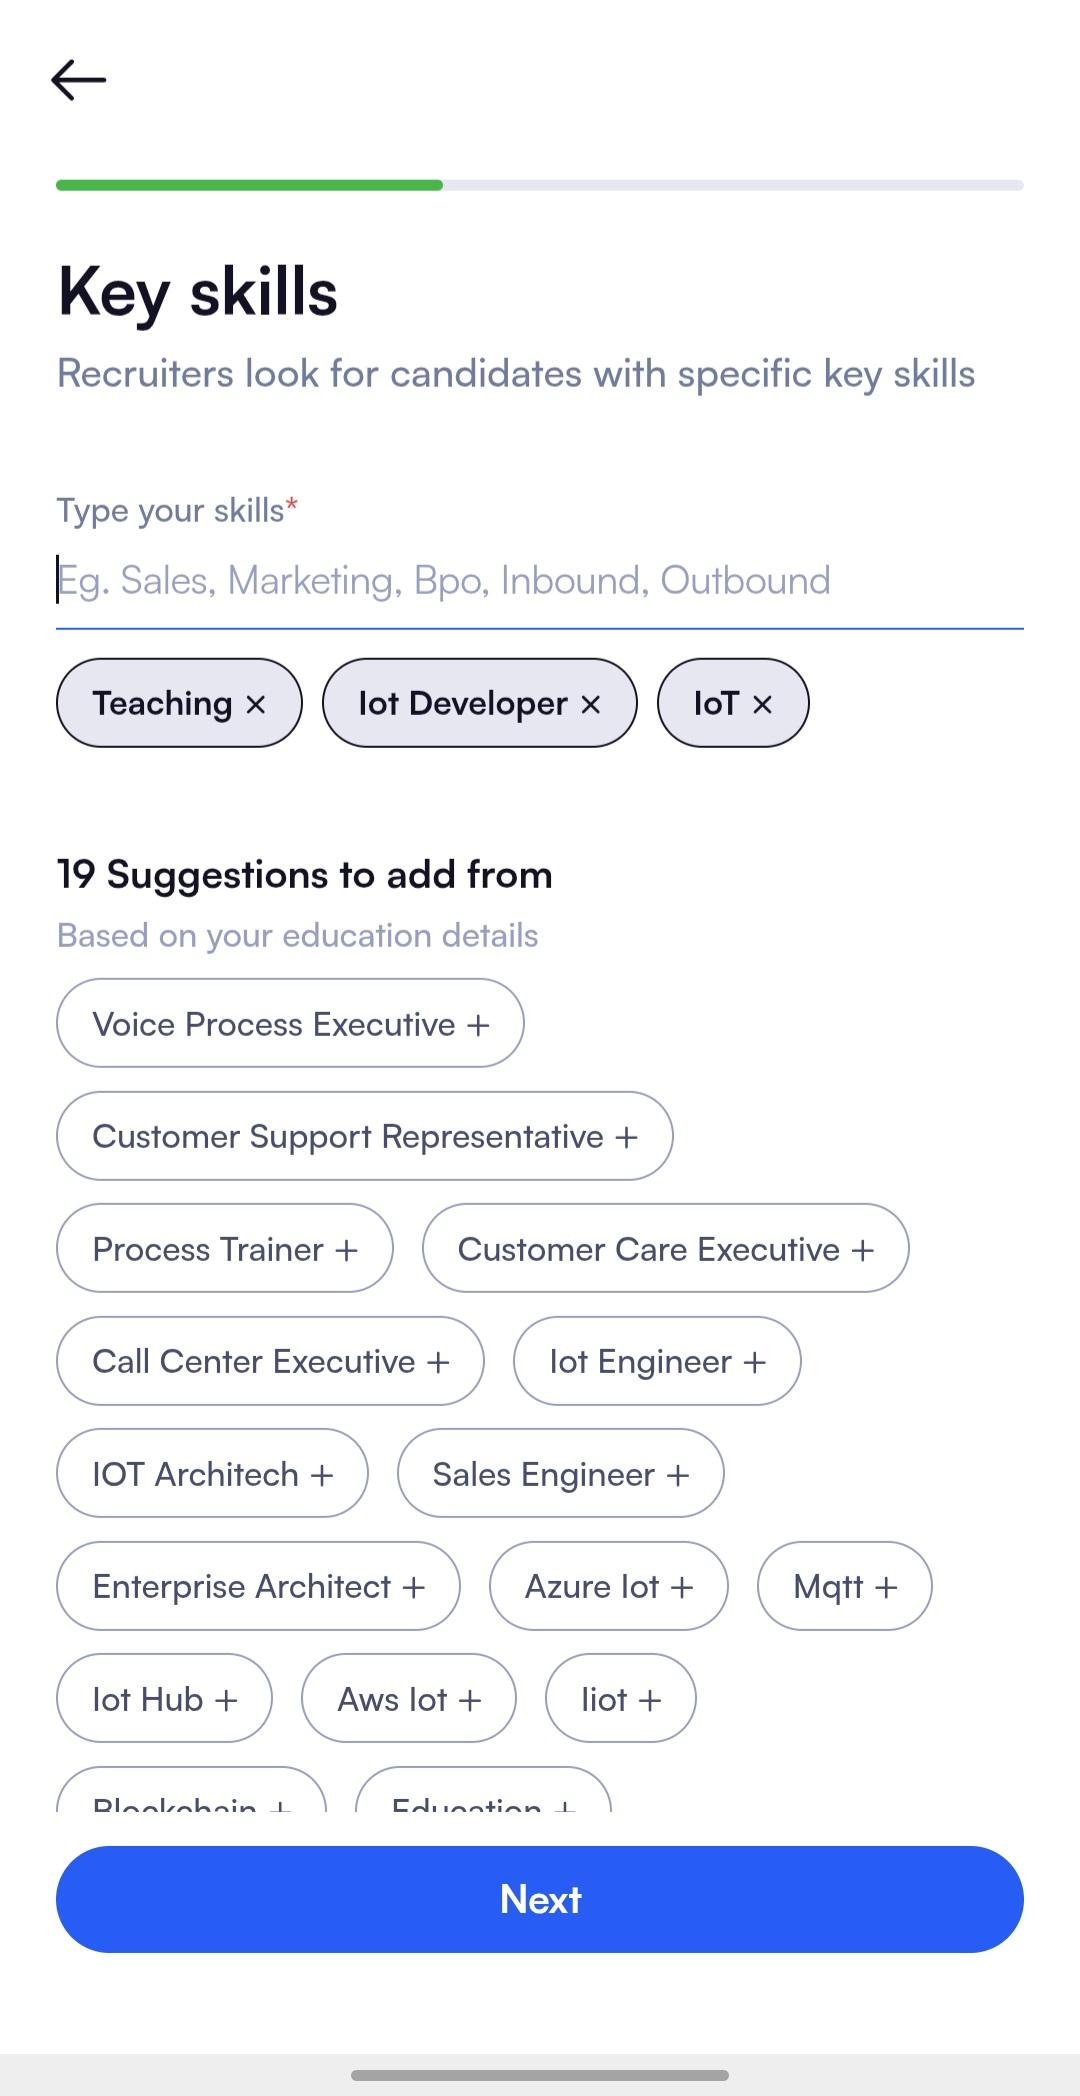 Key skills
Recruiters look for candidates with specific key skills
Type your skills*
Eg. Sales, Marketing, Bpo, Inbound, Outbound
Teaching × Iot Developer × IoT ×
19 Suggestions to add from
Based on your education details
Voice Process Executive +
Customer Support Representative +
Process Trainer + Customer Care Executive +
Call Center Executive + Iot Engineer +
IOT Architech + Sales Engineer +
Enterprise Architect + Azure Iot + Mqtt +
Iot Hub + Aws Iot + Iiot +
Blockchain + Education +
Next